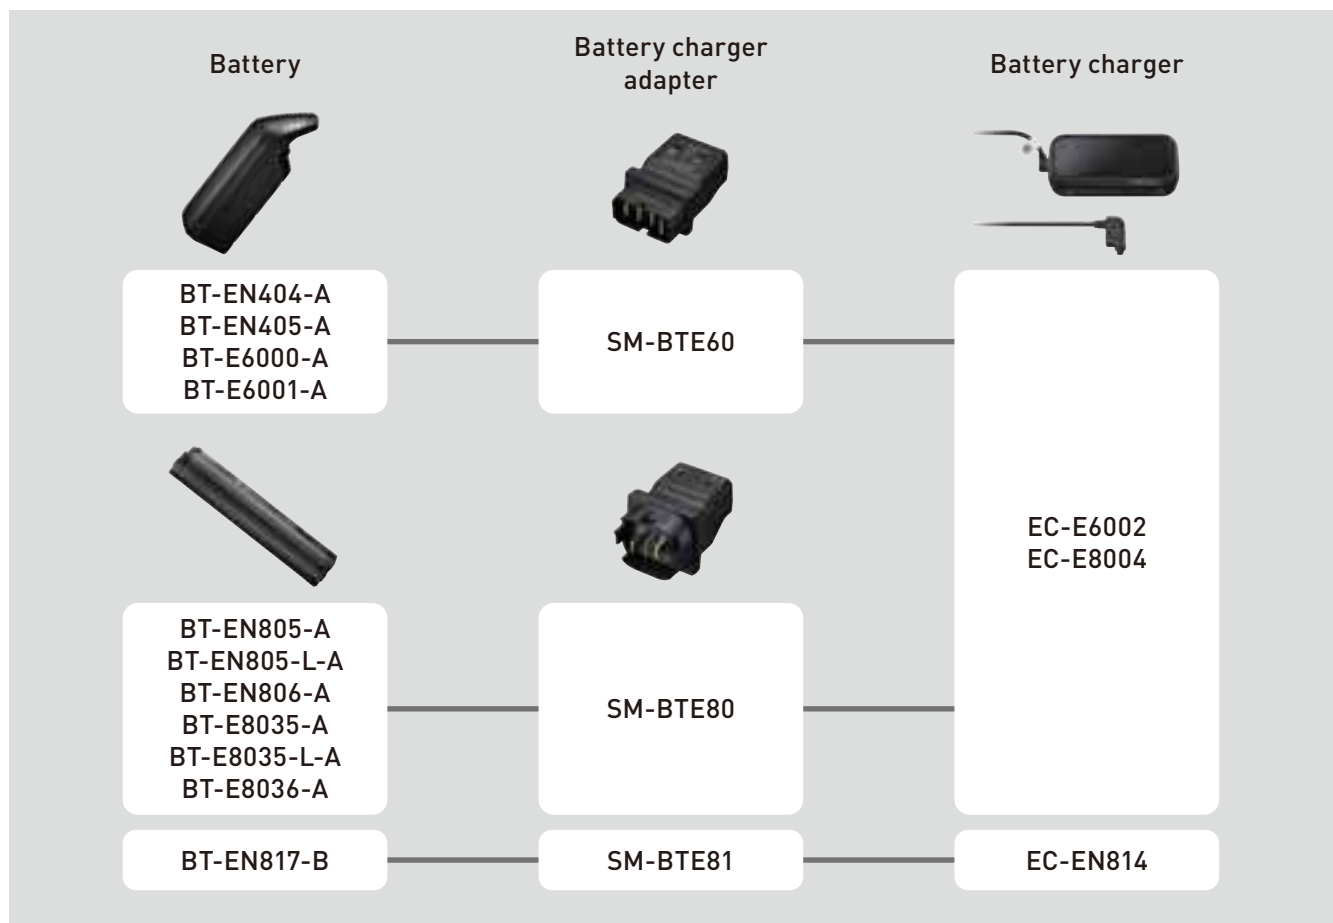 Battery
Battery charger
adapter
Battery charger
BT-EN404-A
BT-EN405-A
BT-E6000-A
BT-E6001-A
SM-BTE60
EC-E6002
EC-E8004
BT-EN805-A
BT-EN805-L-A
BT-EN806-A
BT-E8035-A
BT-E8035-L-A
BT-E8036-A
SM-BTE80
BT-EN817-B
SM-BTE81
EC-EN814